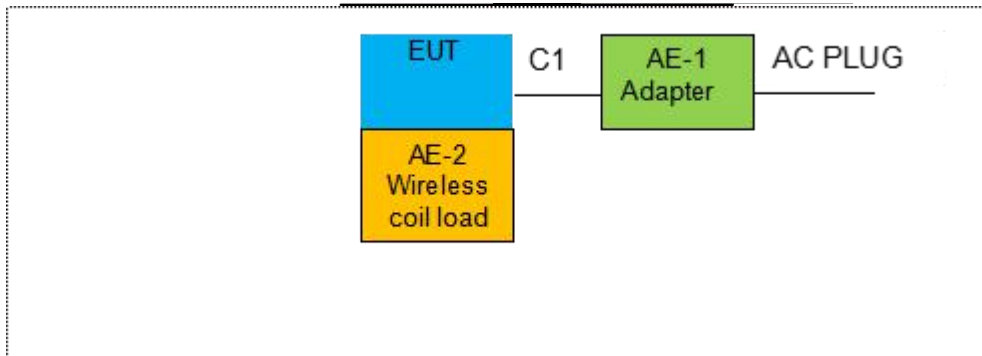 EUT
C1
AE-1
Adapter
AC PLUG
AE-2
Wireless
coil load